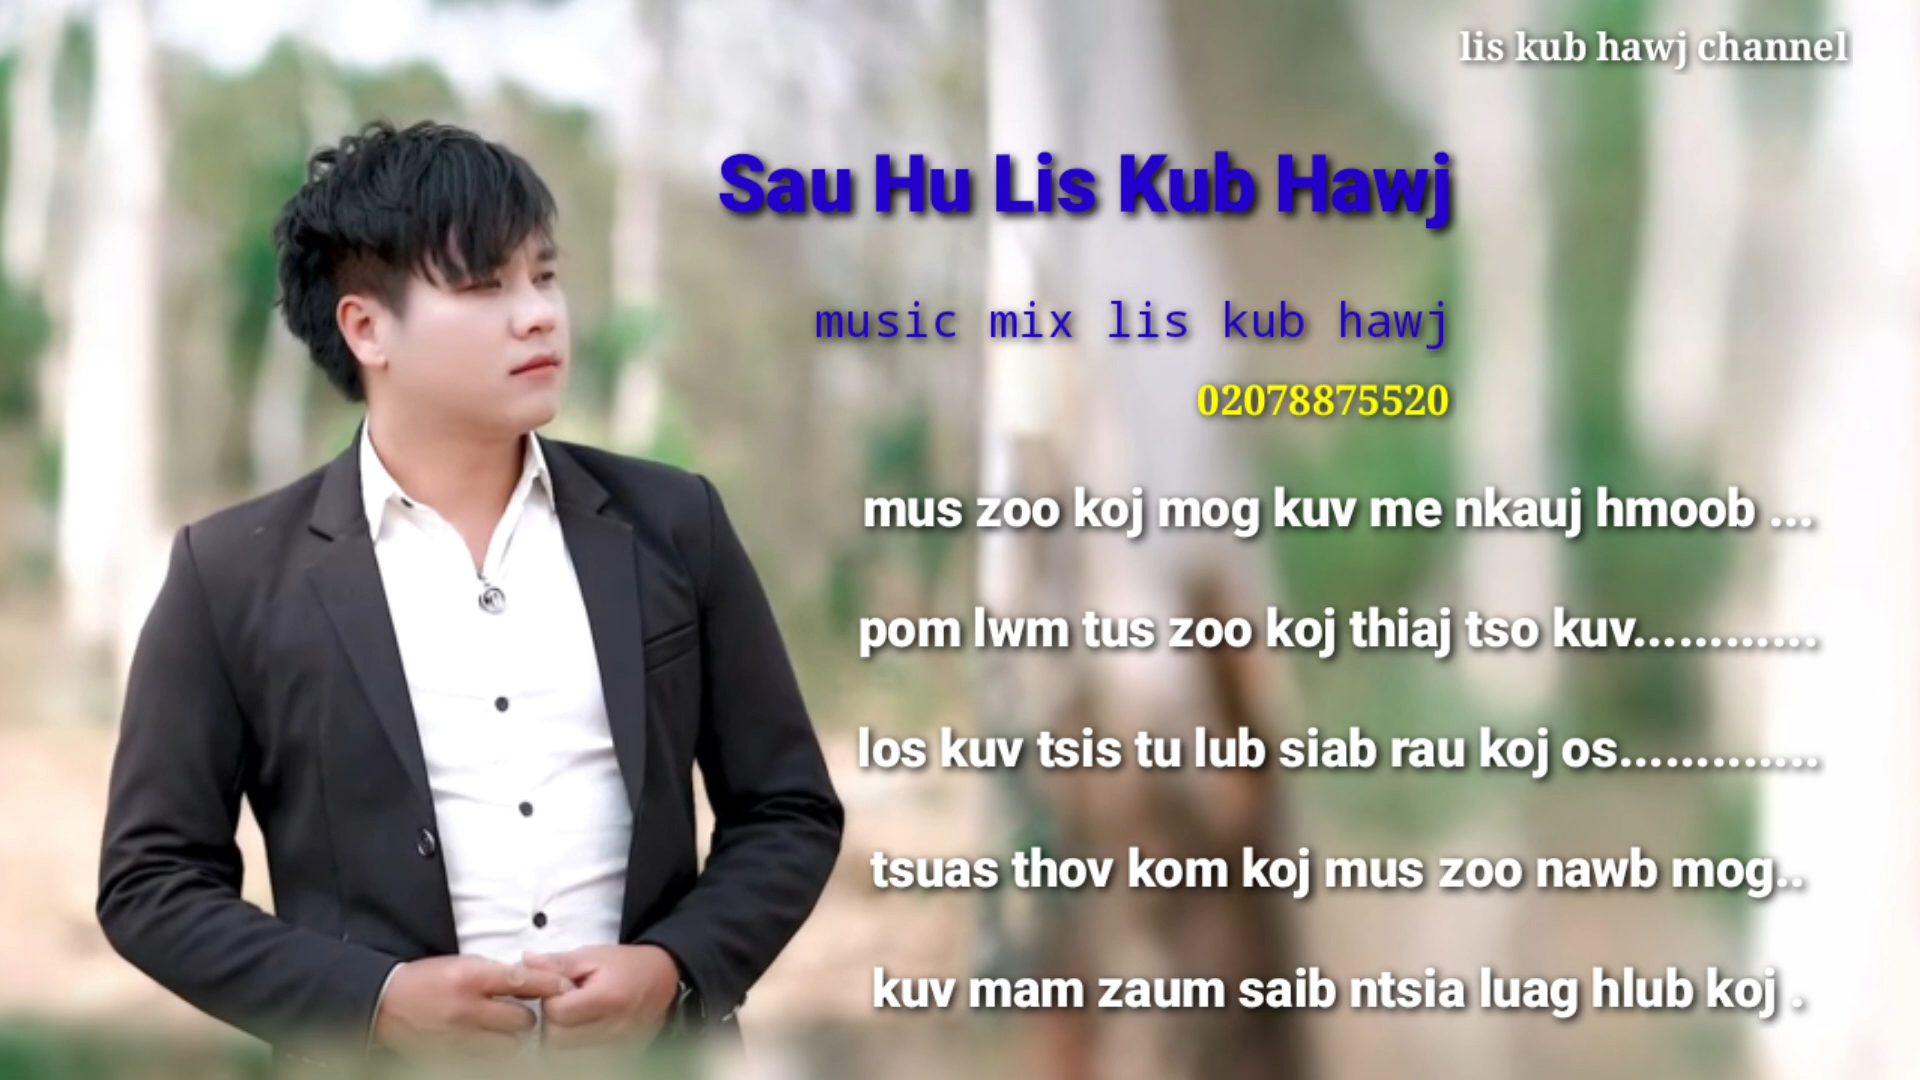 lis kub hawj channel
Sau Hu Lis Kub Hawj
music mix lis kub hawj
02078875520
mus zoo koj mog kuv me nkauj hmoob ...
pom lwm tus zoo koj thiaj tso kuv............
los kuv tsis tu lub siab rau koj os.............
tsuas thov kom koj mus zoo nawb mog..
kuv mam zaum saib ntsia luag hlub koj .